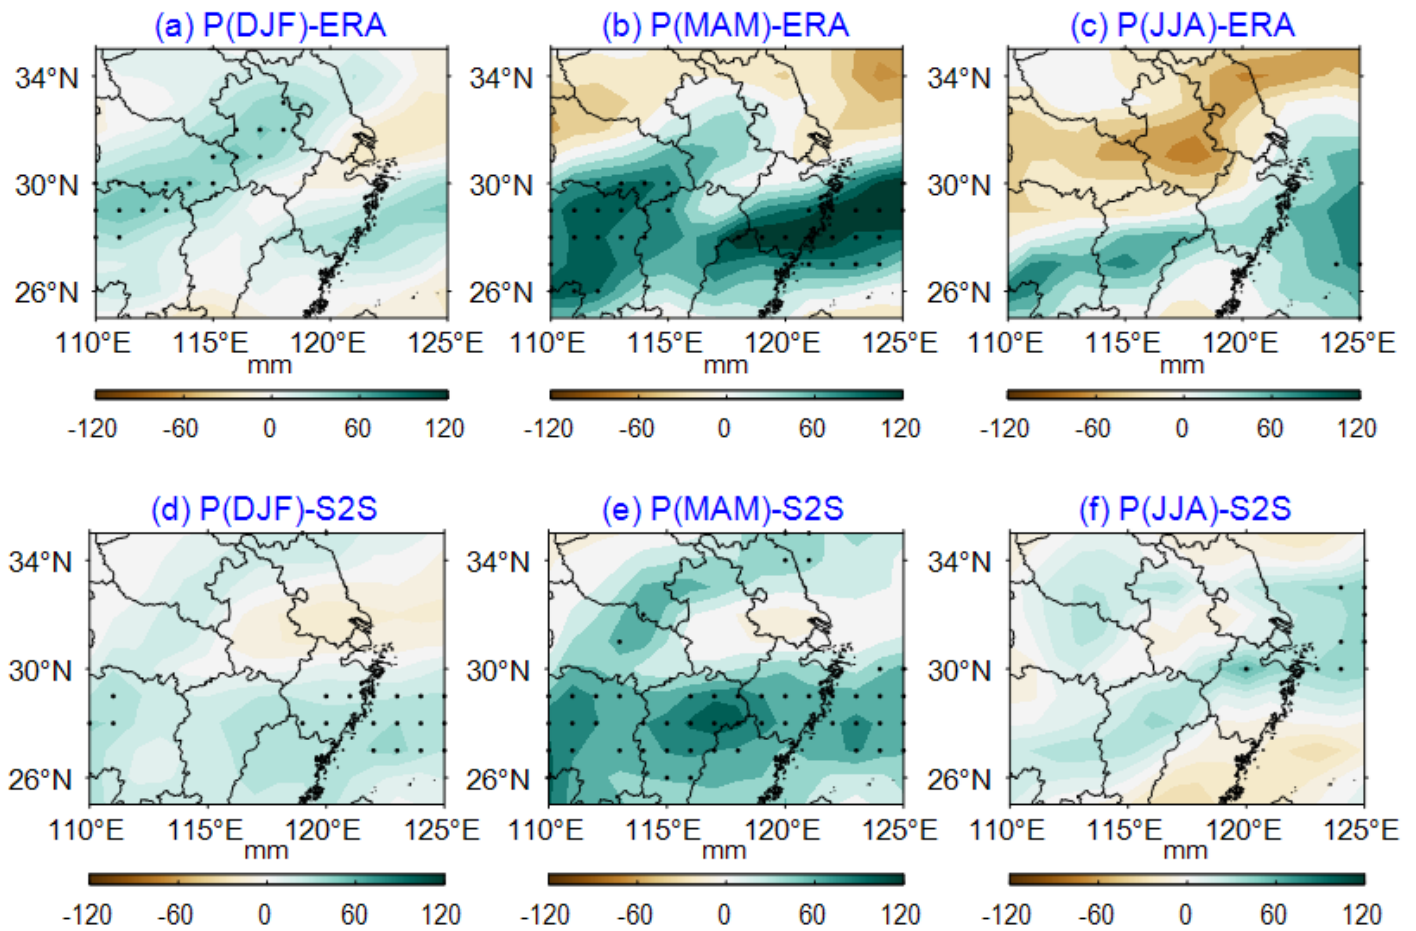 (a) P(DJF)-ERA (b) P(MAM)-ERA (c) P(JJA)-ERA
34°N 34°N 34°N
30°N 30°N 30°N
26°N 26°N 26°N
110°E 115°E 120°E 125°E 110°E 115°E 120°E 125°E 110°E 115°E 120°E 125°E
mm mm mm
-120 -60 0 60 120 -120 -60 0 60 120 -120 -60 0 60 120
(d) P(DJF)-S2S (e) P(MAM)-S2S (f) P(JJA)-S2S
34°N 34°N 34°N
30°N 30°N 30°N
26°N 26°N 26°N
110°E 115°E 120°E 125°E 110°E 115°E 120°E 125°E 110°E 115°E 120°E 125°E
mm mm mm
-120 -60 0 60 120 -120 -60 0 60 120 -120 -60 0 60 120